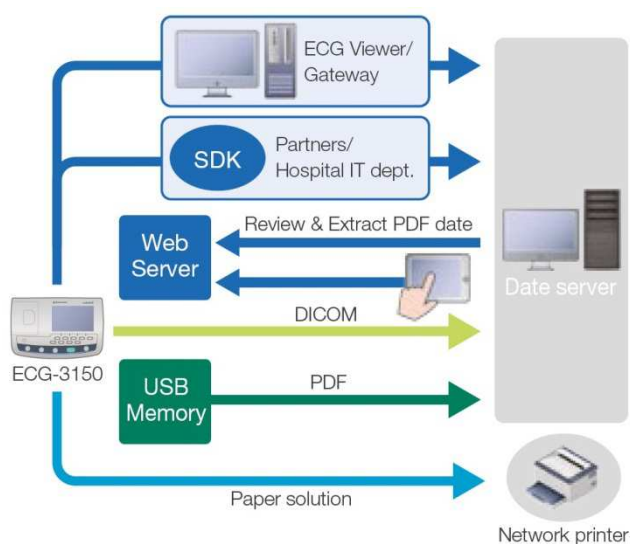 ECG Viewer/
Gateway
SDK
Partners/
Hospital IT dept.
Web
Server
Review & Extract PDF date
Date server
DICOM
ECG-3150
USB
Memory
PDF
Paper solution
Network printer